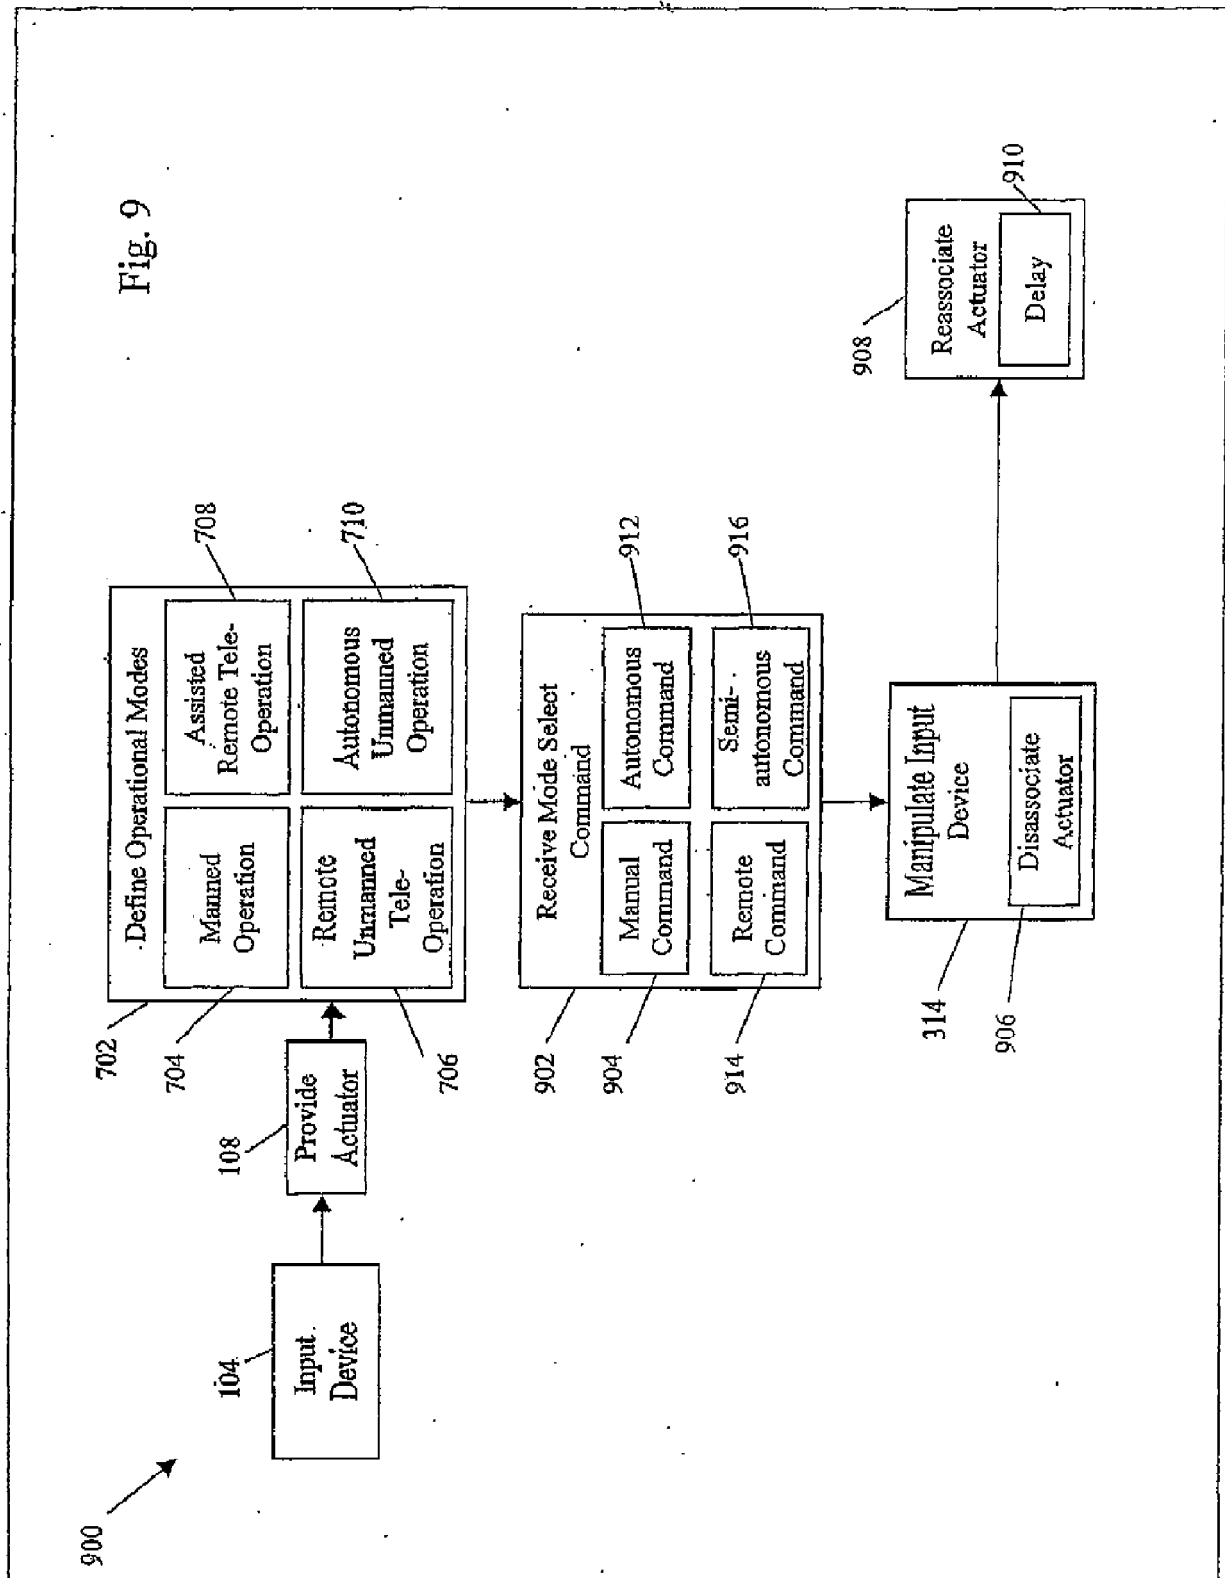 Fig. 9
900
104
Input
Device
108
Provide
Actuator
702
Define Operational Modes
704
Manned
Operation
708
Assisted
Remote Tele-
Operation
706
Remote
Unmanned
Tele-
Operation
710
Autonomous
Unmanned
Operation
902
Receive Mode Select
Command
904
Manual
Command
912
Autonomous
Command
914
Remote
Command
916
Semi-
autonomous
Command
314
Manipulate Input
Device
906
Disassociate
Actuator
908
Reassociate
Actuator
910
Delay